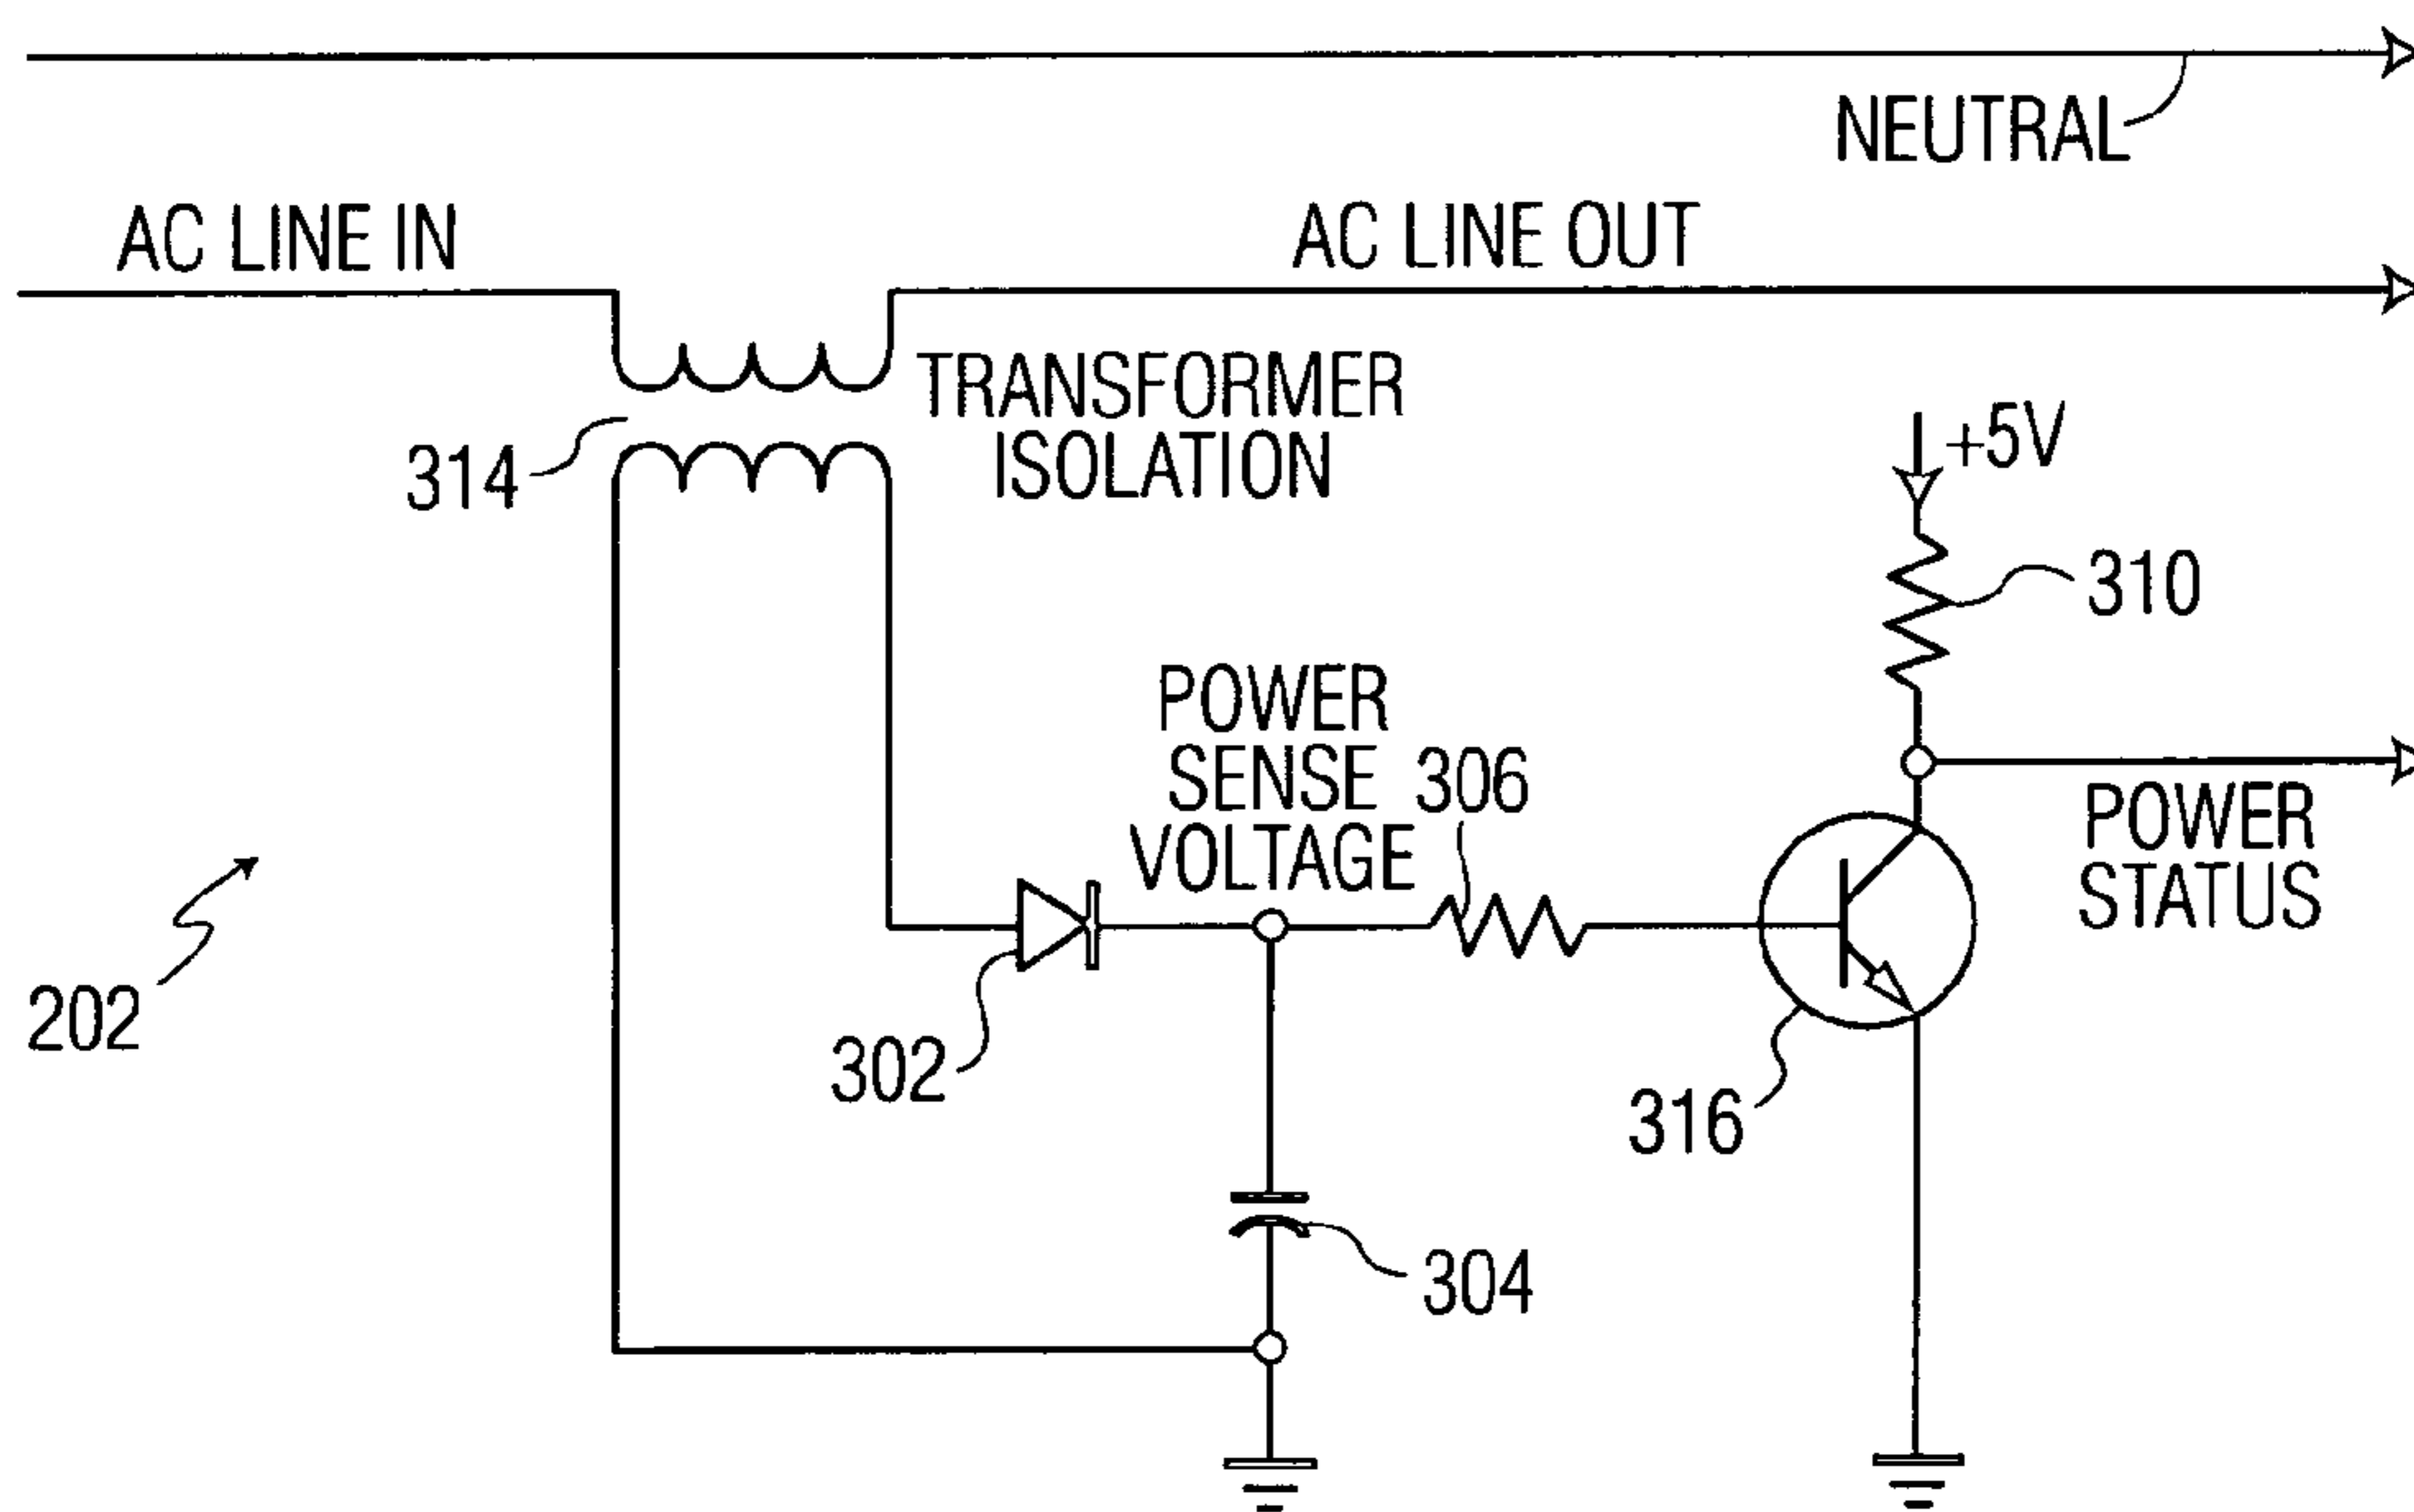 NEUTRAL
AC LINE IN
AC LINE OUT
TRANSFORMER
ISOLATION
314
+5V
310
POWER
SENSE
VOLTAGE
306
POWER
STATUS
202
302
316
304